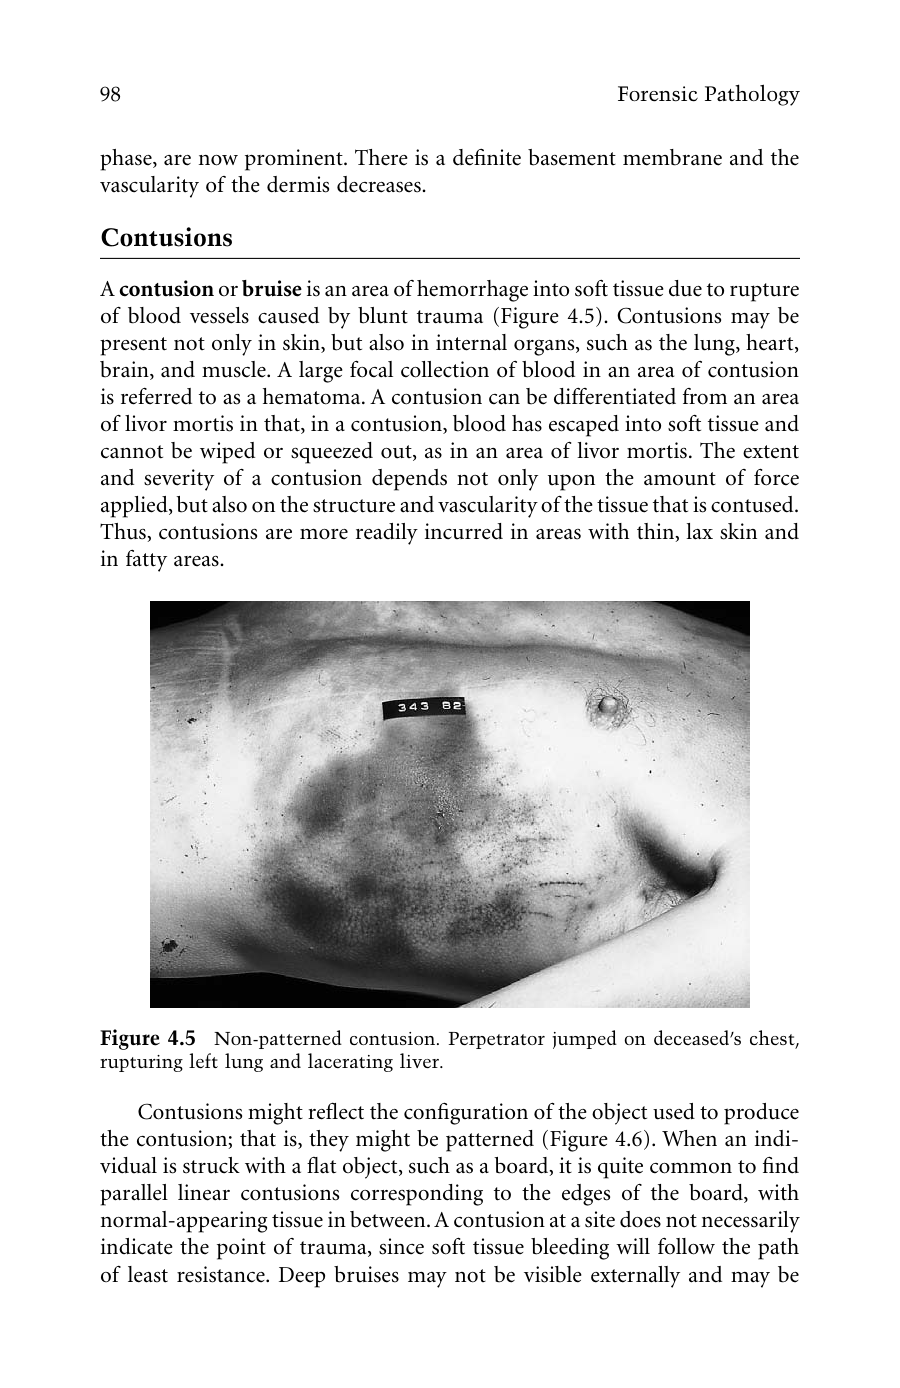 98
Forensic Pathology
phase, are now prominent. There is a definite basement membrane and the
vascularity of the dermis decreases.
Contusions
A contusion or bruise is an area of hemorrhage into soft tissue due to rupture
of blood vessels caused by blunt trauma (Figure 4.5). Contusions may be
present not only in skin, but also in internal organs, such as the lung, heart,
brain, and muscle. A large focal collection of blood in an area of contusion
is referred to as a hematoma. A contusion can be differentiated from an area
of livor mortis in that, in a contusion, blood has escaped into soft tissue and
cannot be wiped or squeezed out, as in an area of livor mortis. The extent
and severity of a contusion depends not only upon the amount of force
applied, but also on the structure and vascularity of the tissue that is contused.
Thus, contusions are more readily incurred in areas with thin, lax skin and
in fatty areas.
343 82
Figure 4.5 Non-patterned contusion. Perpetrator jumped on deceased's chest,
rupturing left lung and lacerating liver.
Contusions might reflect the configuration of the object used to produce
the contusion; that is, they might be patterned (Figure 4.6). When an indi-
vidual is struck with a flat object, such as a board, it is quite common to find
parallel linear contusions corresponding to the edges of the board, with
normal-appearing tissue in between. A contusion at a site does not necessarily
indicate the point of trauma, since soft tissue bleeding will follow the path
of least resistance. Deep bruises may not be visible externally and may be